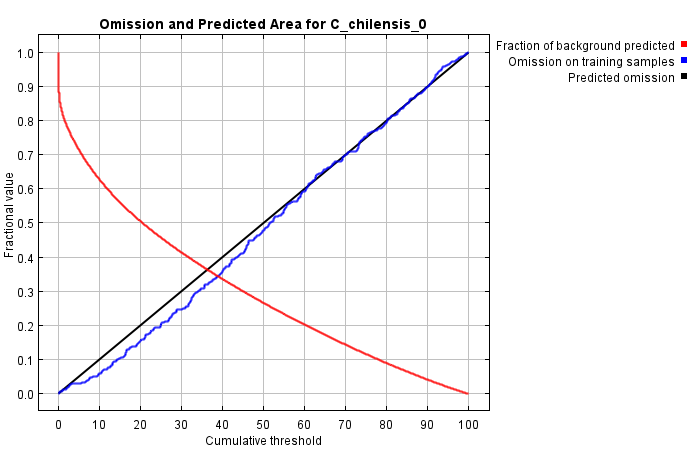 Omission and Predicted Area for C_chilensis_0
Fraction of background predicted
Omission on training samples
Predicted omission
Fractional value
1.0
0.9
0.8
0.7
0.6
0.5
0.4
0.3
0.2
0.1
0.0
0 10 20 30 40 50 60 70 80 90 100
Cumulative threshold